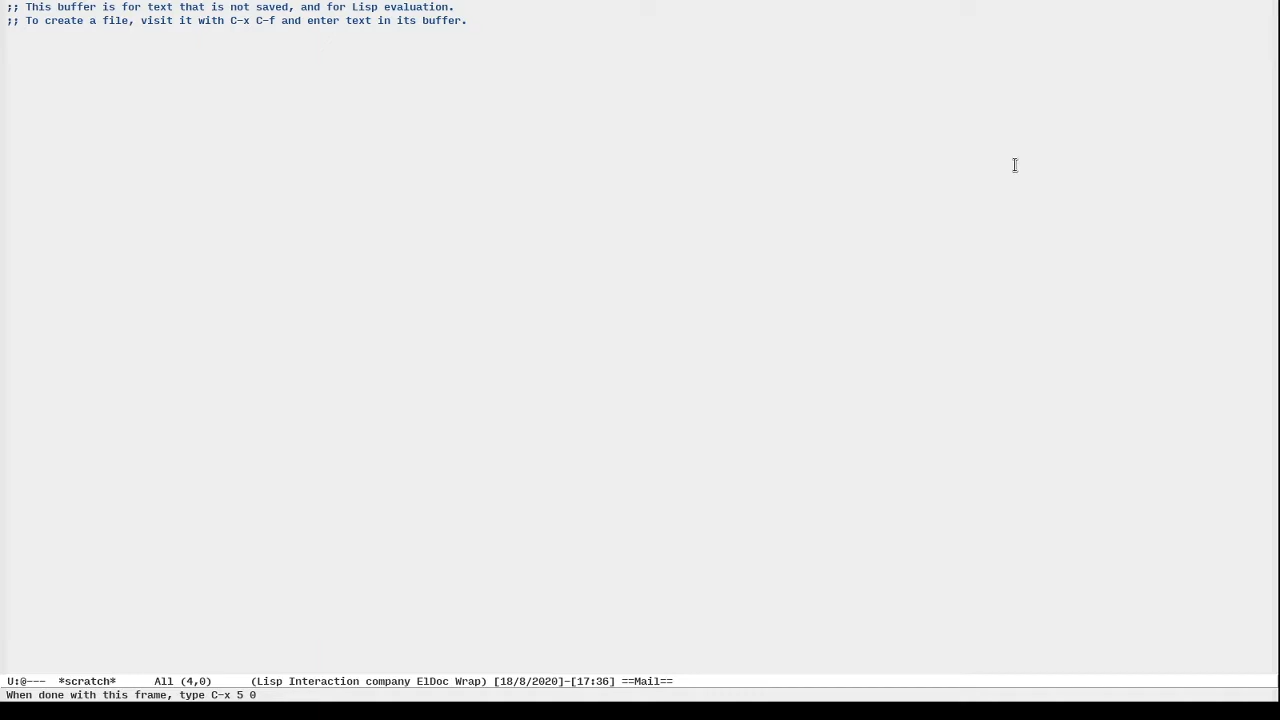 ;; This buffer is for text that is not saved, and for Lisp evaluation.
;; To create a file, visit it with C-x C-f and enter text in its buffer.
U:@---  *scratch*      All (4,0)      (Lisp Interaction company ElDoc Wrap) [18/8/2020]-[17:36] ==Mail==
When done with this frame, type C-x 5 0